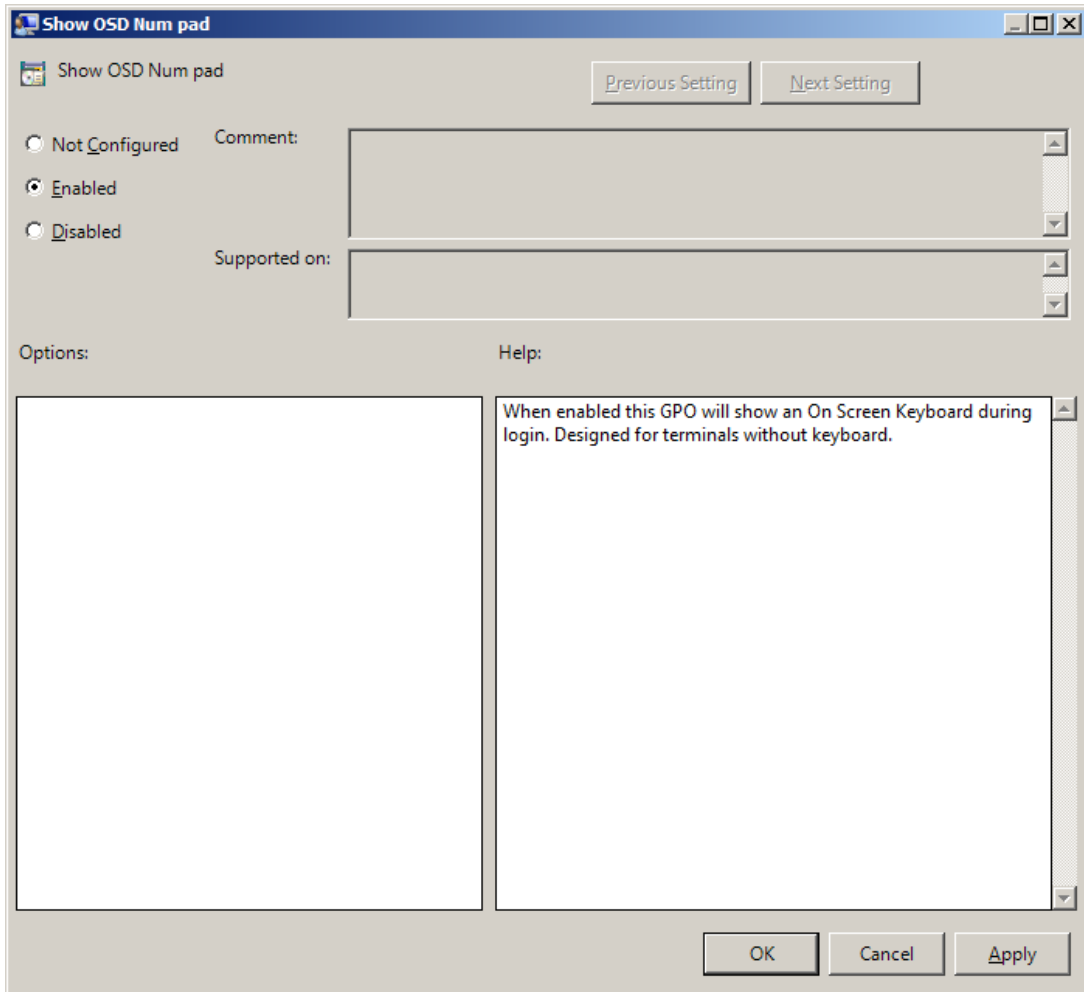 Show OSD Num pad
Show OSD Num pad
Previous Setting
Next Setting
Not Configured
Comment:
Enabled
Disabled
Supported on:
Options:
Help:
When enabled this GPO will show an On Screen Keyboard during
login. Designed for terminals without keyboard.
OK
Cancel
Apply